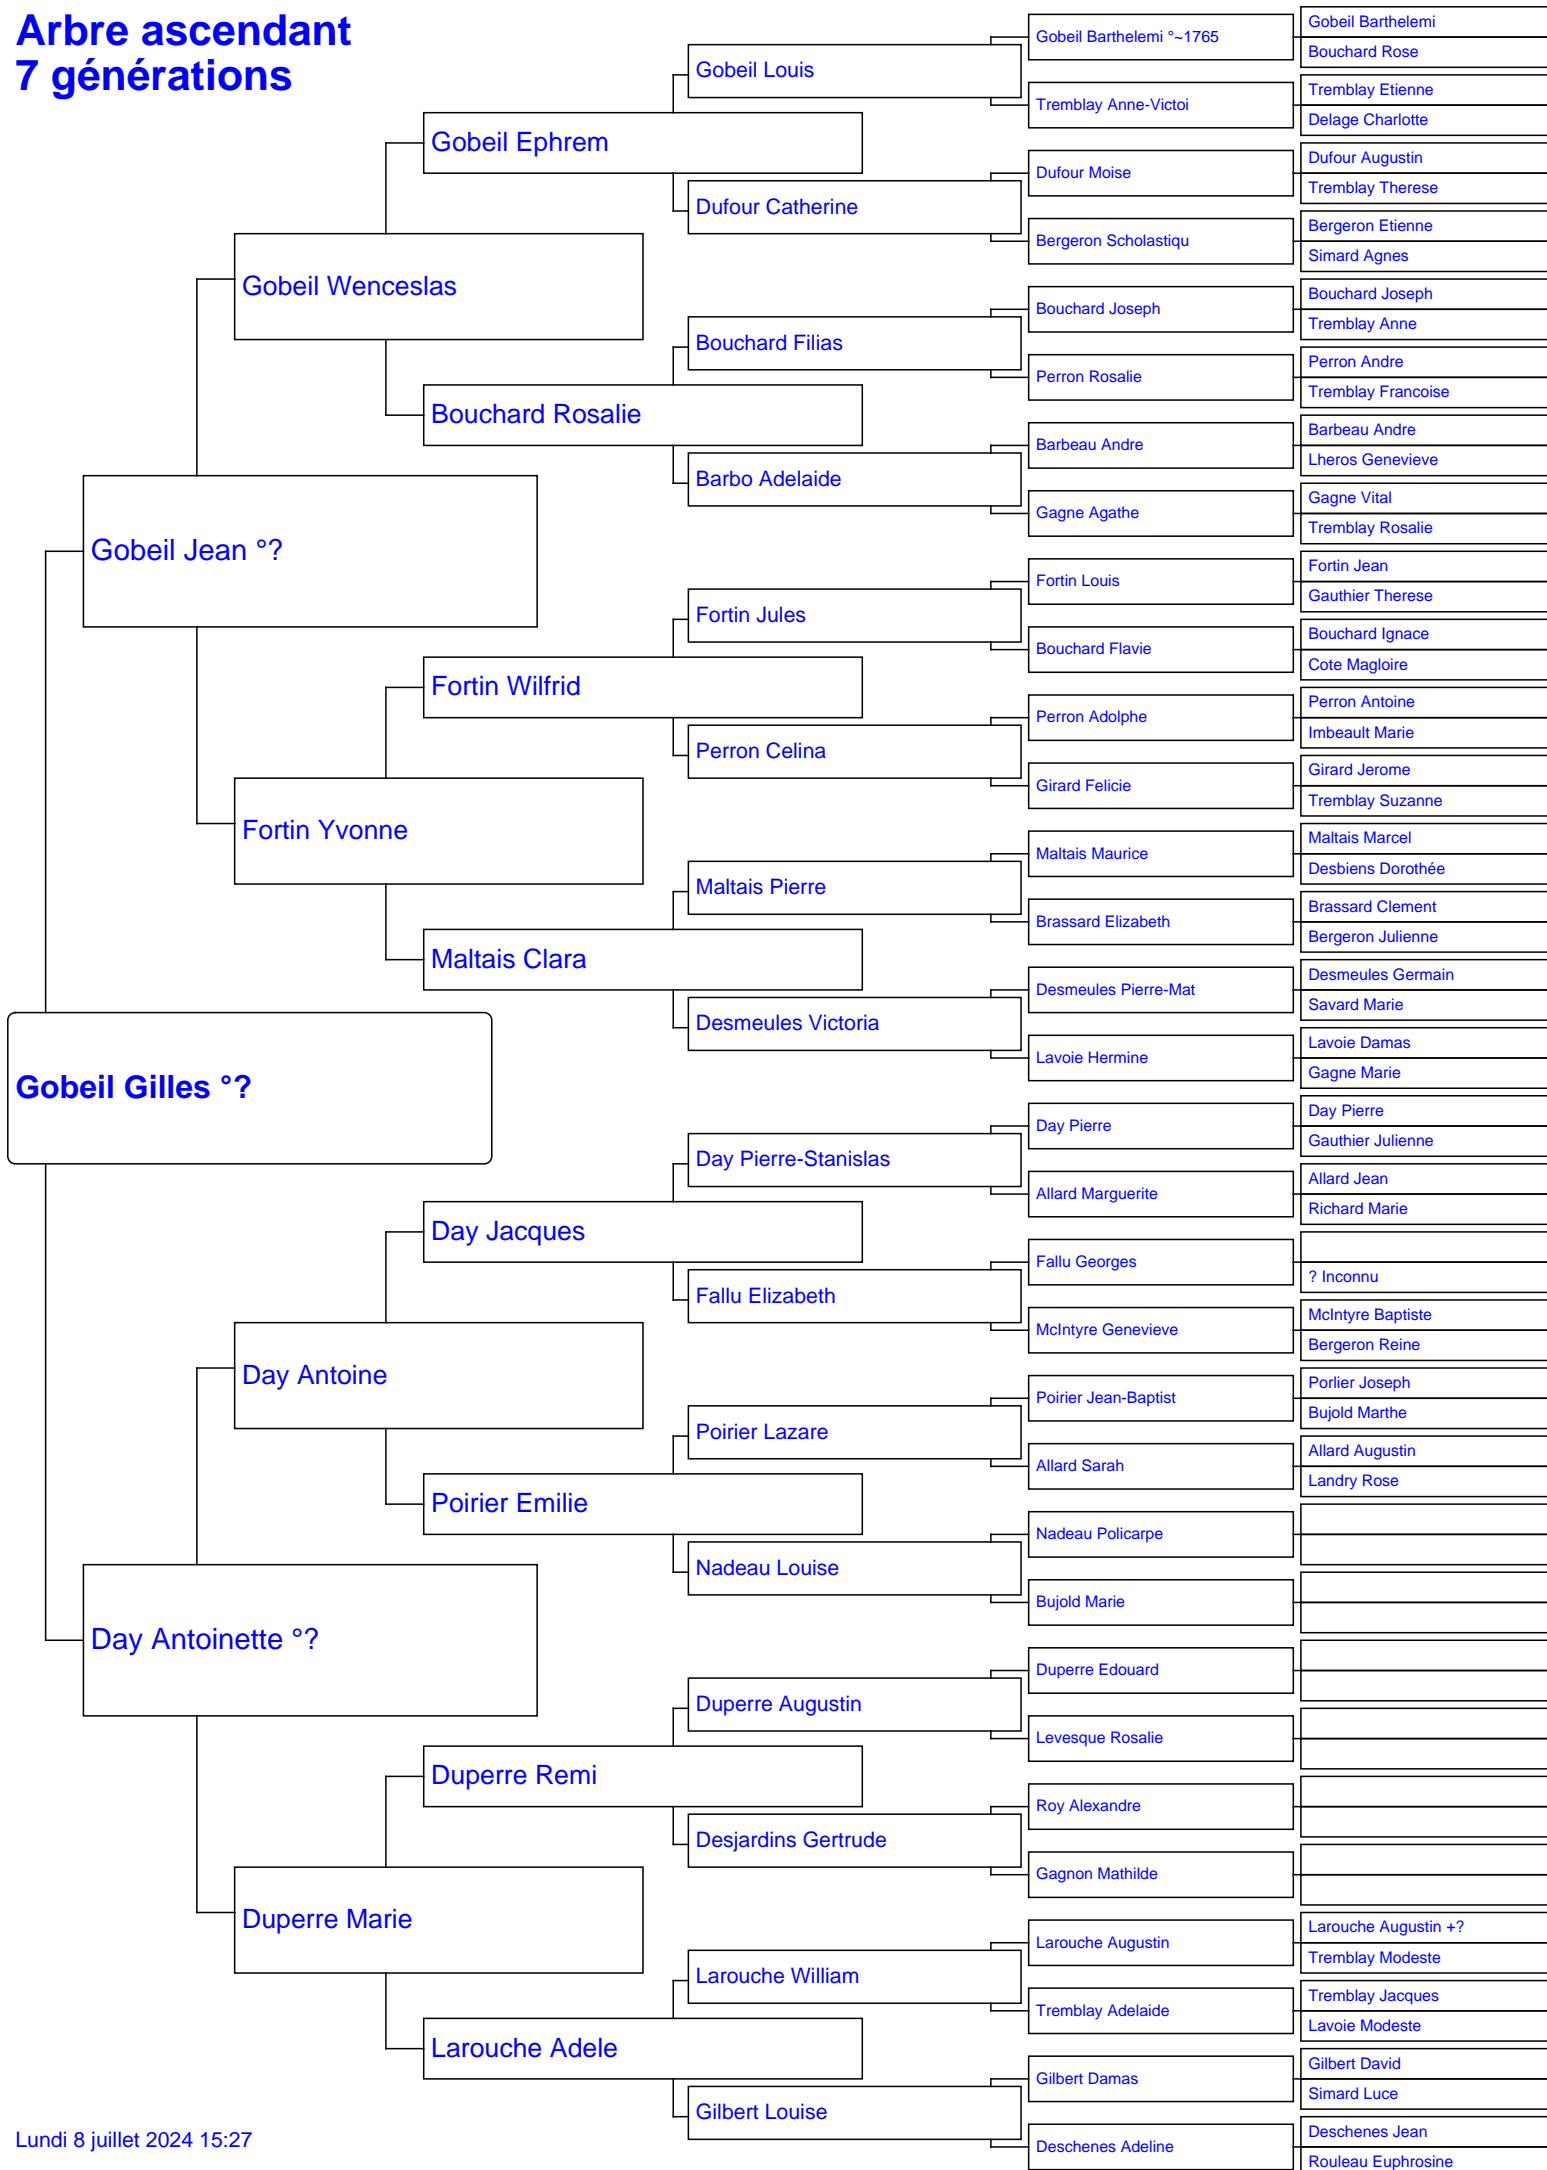 Arbre ascendant
7 générations
Gobeil Gilles °?
Gobeil Jean °?
Day Antoinette °?
Gobeil Wenceslas
Fortin Yvonne
Day Antoine
Duperre Marie
Gobeil Ephrem
Bouchard Rosalie
Fortin Wilfrid
Maltais Clara
Day Jacques
Poirier Emilie
Duperre Remi
Larouche Adele
Gobeil Louis
Dufour Catherine
Bouchard Filias
Barbo Adelaide
Fortin Jules
Perron Celina
Maltais Pierre
Desmeules Victoria
Day Pierre-Stanislas
Fallu Elizabeth
Poirier Lazare
Nadeau Louise
Duperre Augustin
Desjardins Gertrude
Larouche William
Gilbert Louise
Gobeil Barthelemi °~1765
Tremblay Anne-Victoi
Dufour Moise
Bergeron Scholastiqu
Bouchard Joseph
Perron Rosalie
Barbeau Andre
Gagne Agathe
Fortin Louis
Bouchard Flavie
Perron Adolphe
Girard Felicie
Maltais Maurice
Brassard Elizabeth
Desmeules Pierre-Mat
Lavoie Hermine
Day Pierre
Allard Marguerite
Fallu Georges
McIntyre Genevieve
Poirier Jean-Baptist
Allard Sarah
Nadeau Policarpe
Bujold Marie
Duperre Edouard
Levesque Rosalie
Roy Alexandre
Gagnon Mathilde
Larouche Augustin
Tremblay Adelaide
Gilbert Damas
Deschenes Adeline
Gobeil Barthelemi
Bouchard Rose
Tremblay Etienne
Delage Charlotte
Dufour Augustin
Tremblay Therese
Bergeron Etienne
Simard Agnes
Bouchard Joseph
Tremblay Anne
Perron Andre
Tremblay Francoise
Barbeau Andre
Lheros Genevieve
Gagne Vital
Tremblay Rosalie
Fortin Jean
Gauthier Therese
Bouchard Ignace
Cote Magloire
Perron Antoine
Imbeault Marie
Girard Jerome
Tremblay Suzanne
Maltais Marcel
Desbiens Dorothée
Brassard Clement
Bergeron Julienne
Desmeules Germain
Savard Marie
Lavoie Damas
Gagne Marie
Day Pierre
Gauthier Julienne
Allard Jean
Richard Marie
? Inconnu
McIntyre Baptiste
Bergeron Reine
Porlier Joseph
Bujold Marthe
Allard Augustin
Landry Rose
Larouche Augustin +?
Tremblay Modeste
Tremblay Jacques
Lavoie Modeste
Gilbert David
Simard Luce
Deschenes Jean
Rouleau Euphrosine
Lundi 8 juillet 2024 15:27